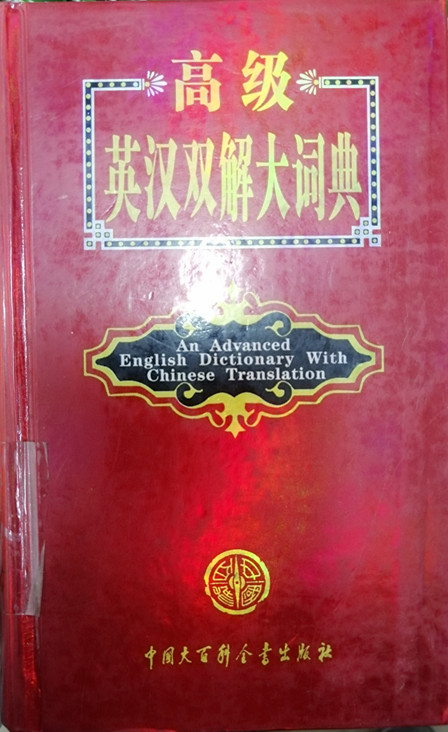 高级
英汉双解大词典
An Advanced
English Dictionary With
Chinese Translation
中国大百科全书出版社